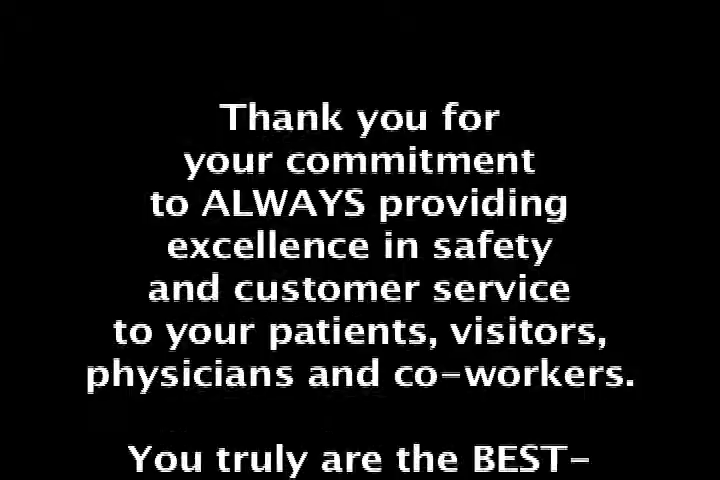 Thank you for
your commitment
to ALWAYS providing
excellence in safety
and customer service
to your patients, visitors,
physicians and co-workers.
You truly are the BEST-